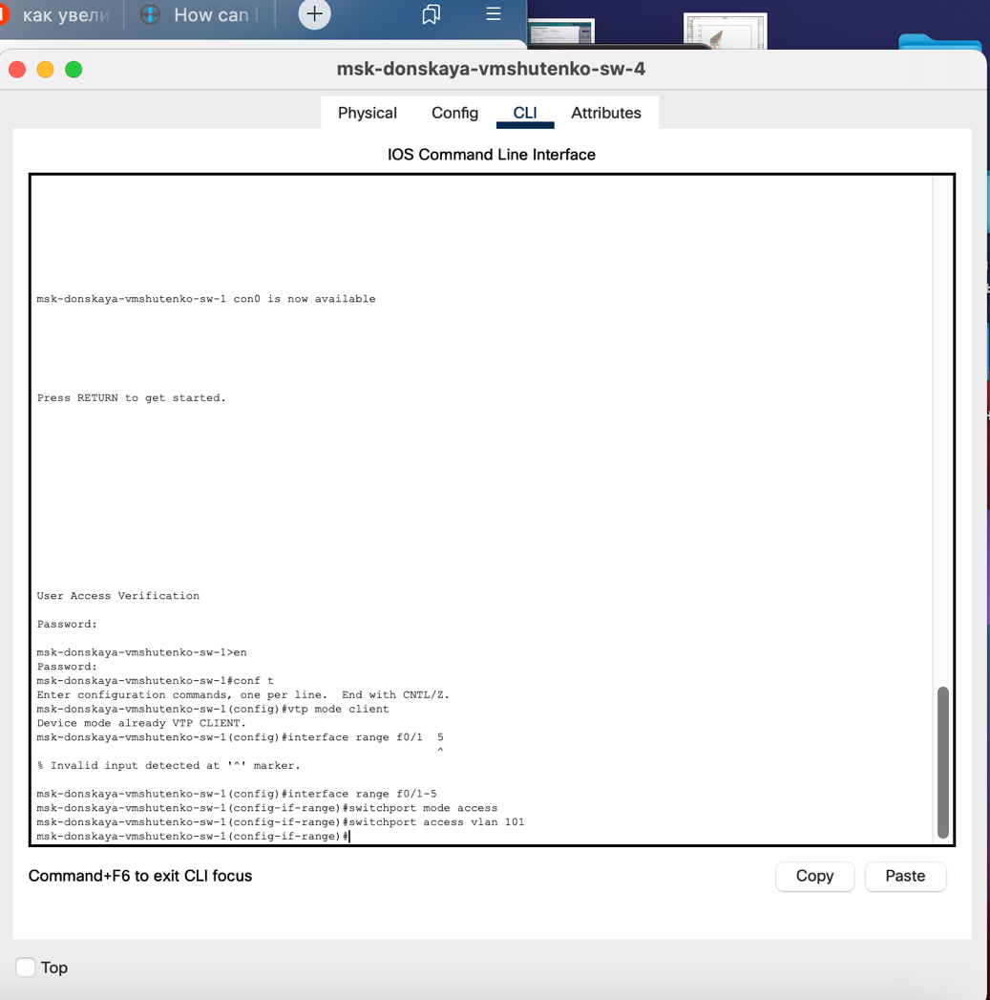 как увели
How can I
msk-donskaya-vmshutenko-sw-4
Physical Config CLI Attributes
IOS Command Line Interface
msk-donskaya-vmshutenko-sw-1 con0 is now available
Press RETURN to get started.
User Access Verification
Password:
msk-donskaya-vmshutenko-sw-1>en
Password:
msk-donskaya-vmshutenko-sw-1#conf t
Enter configuration commands, one per line.  End with CNTL/Z.
msk-donskaya-vmshutenko-sw-1(config)#vtp mode client
Device mode already VTP CLIENT.
msk-donskaya-vmshutenko-sw-1(config)#interface range f0/1  5
^
% Invalid input detected at '^' marker.
msk-donskaya-vmshutenko-sw-1(config)#interface range f0/1-5
msk-donskaya-vmshutenko-sw-1(config-if-range)#switchport mode access
msk-donskaya-vmshutenko-sw-1(config-if-range)#switchport access vlan 101
msk-donskaya-vmshutenko-sw-1(config-if-range)#
Command+F6 to exit CLI focus
Copy Paste
Top